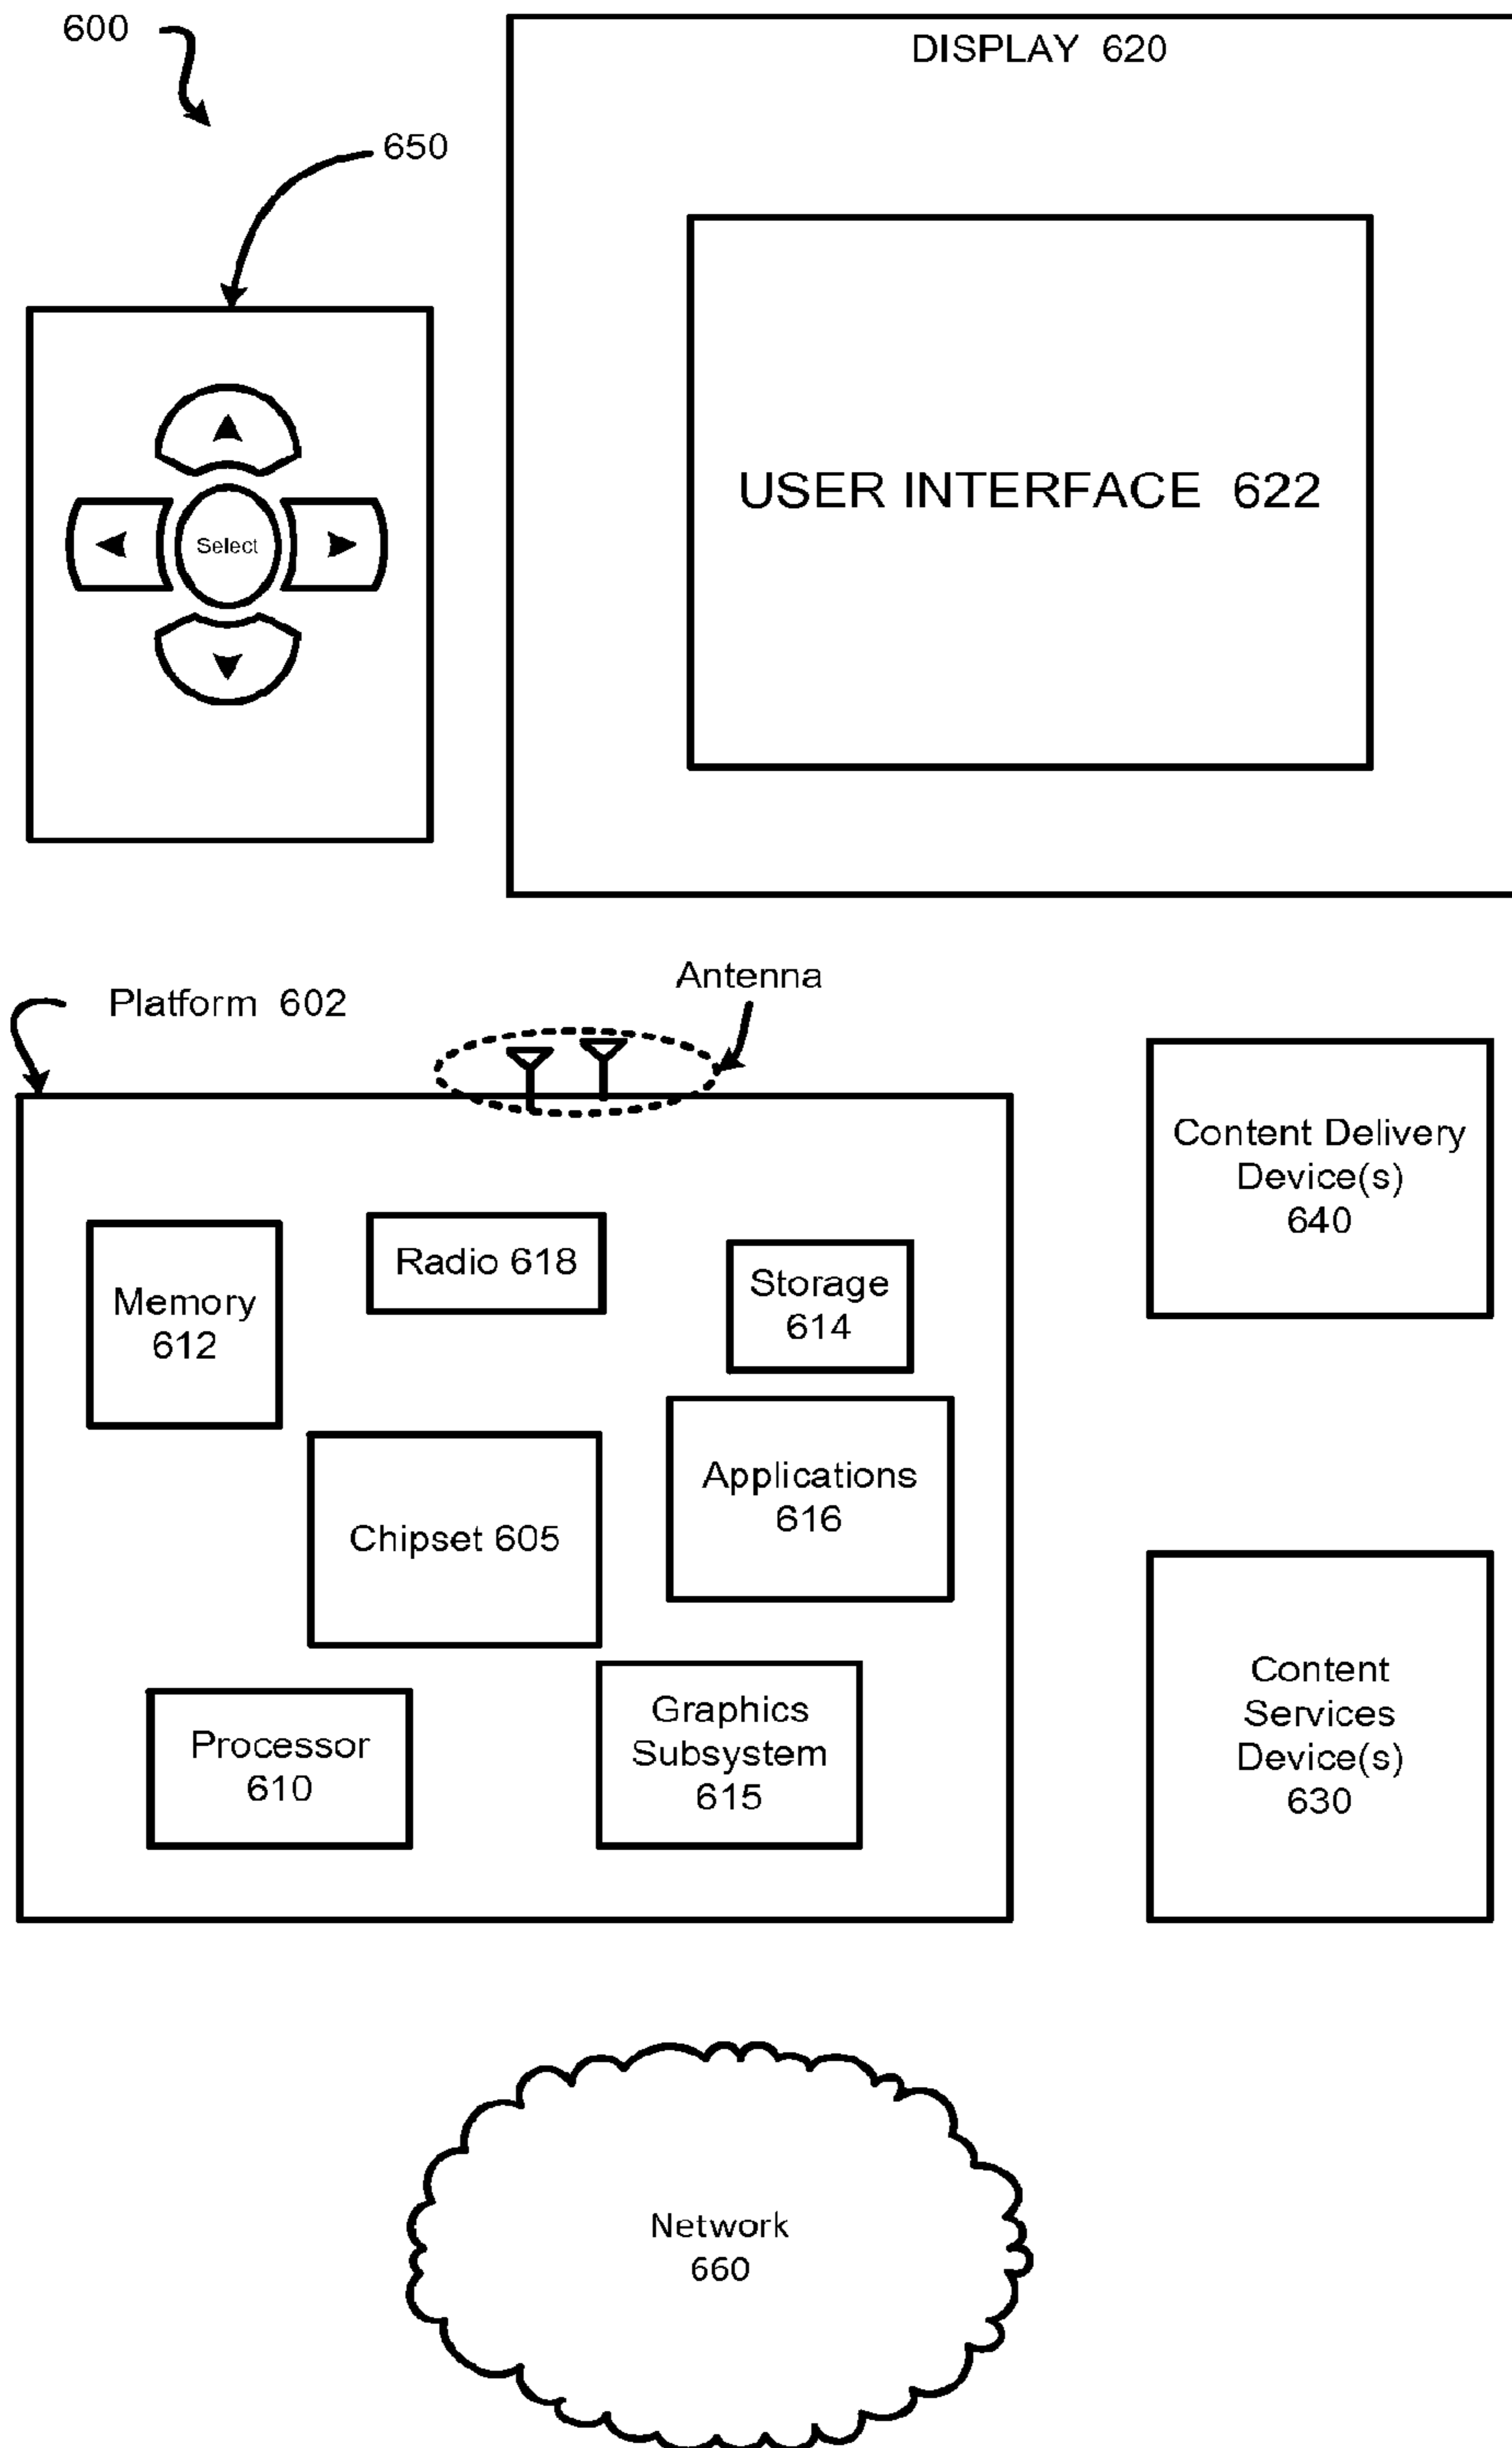 600
DISPLAY 620
650
USER INTERFACE 622
Select
Antenna
Platform 602
Content Delivery
Device(s)
640
Radio 618
Storage
614
Memory
612
Applications
616
Chipset 605
Content
Services
Device(s)
630
Graphics
Subsystem
615
Processor
610
Network
660